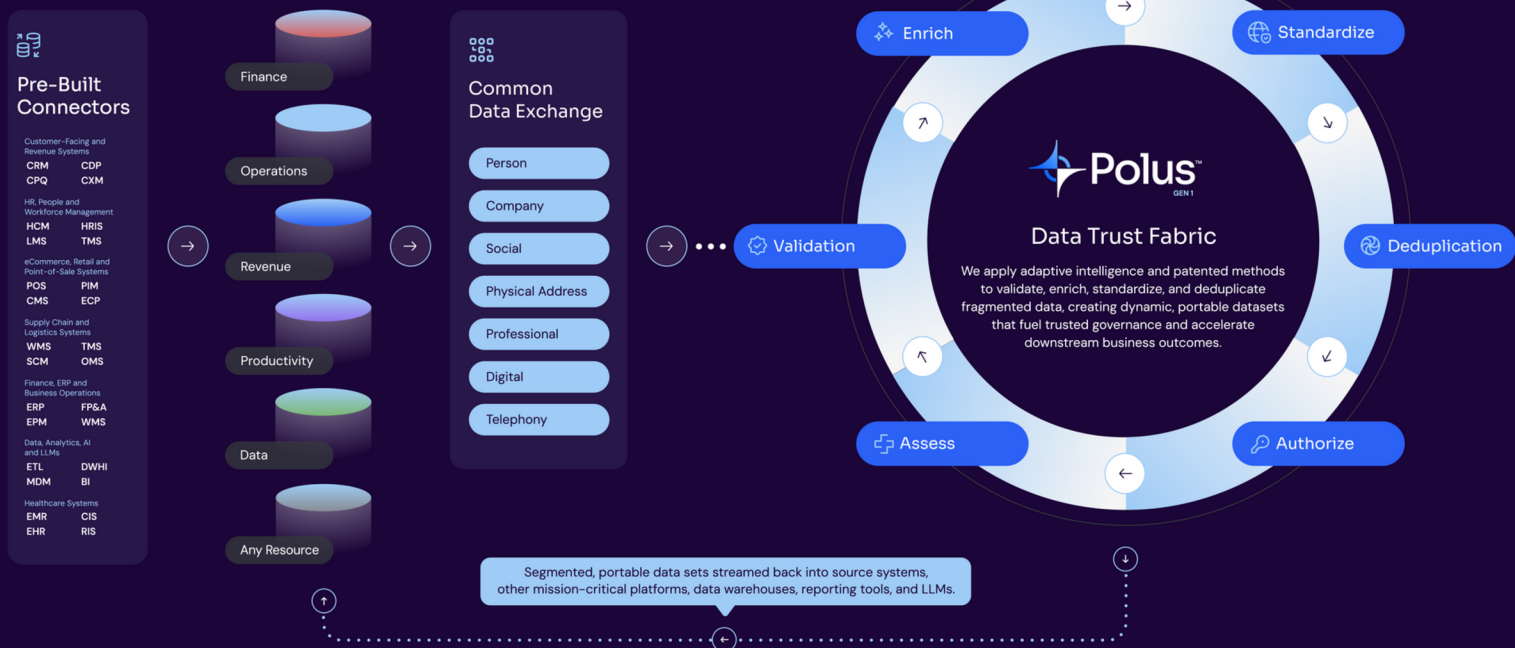 Pre-Built
Connectors
Customer-Facing and
Revenue Systems
CRM CDP
CPQ CXM
HR, People and
Workforce Management
HCM HRIS
LMS TMS
eCommerce, Retail and
Point-of-Sale Systems
POS PIM
CMS ECP
Supply Chain and
Logistics Systems
WMS TMS
SCM OMS
Finance, ERP and
Business Operations
ERP FP&A
EPM WMS
Data, Analytics, AI
and LLMs
ETL DWHI
MDM BI
Healthcare Systems
EMR CIS
EHR RIS
Finance
Operations
Revenue
Productivity
Data
Any Resource
Common
Data Exchange
Person
Company
Social
Physical Address
Professional
Digital
Telephony
Enrich
Standardize
Validation
Deduplication
Assess
Authorize
Polus™
GEN 1
Data Trust Fabric
We apply adaptive intelligence and patented methods
to validate, enrich, standardize, and deduplicate
fragmented data, creating dynamic, portable datasets
that fuel trusted governance and accelerate
downstream business outcomes.
Segmented, portable data sets streamed back into source systems,
other mission-critical platforms, data warehouses, reporting tools, and LLMs.